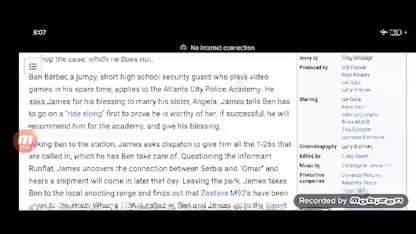 6:07
No internet connection
drop the case, which he does not.
Ben Barber, a jumpy, short high school security guard who plays video
games in his spare time, applies to the Atlanta City Police Academy. He
asks James for his blessing to marry his sister, Angela. James tells Ben has
to go on a "ride along" first to prove he is worthy of her. If successful, he will
recommend him for the academy, and give his blessing.
Taking Ben to the station, James asks dispatch to give him all the 1-26s that
are called in, which he has Ben take care of. Questioning the informant
Runflat, James uncovers the connection between Serbia and "Omar" and
hears a shipment will come in later that day. Leaving the park, James takes
Ben to the local shooting range and finds out that Zastava M92's have been
Story by
Produced by Will Packer
Matt Alvarez
Ice Cube
Larry Brezner
Starring Ice Cube
Kevin Hart
John Leguizamo
Bruce McGill
Tika Sumpter
Laurence Fishburne
Cinematography Larry Blanford
Edited by Craig Alpert
Music by Christopher
Production Universal Pictures
companies Relativity Media
Recorded by mobzen